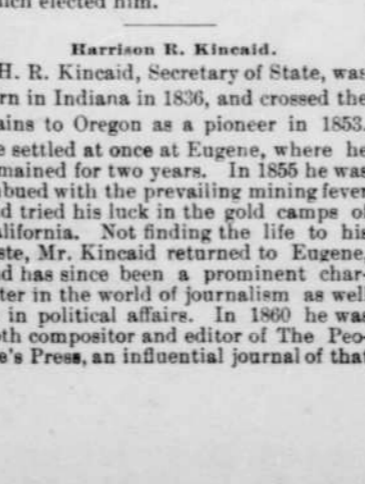 elected him.
Harrison R. Kincaid.
H. R. Kincaid, Secretary of State, was
rn in Indiana in 1836, and crossed the
ains to Oregon as a pioneer in 1853.
e settled at once at Eugene, where he
mained for two years. In 1855 he was
bued with the prevailing mining fever
d tried his luck in the gold camps of
alifornia. Not finding the life to his
ste, Mr. Kincaid returned to Eugene,
d has since been a prominent char-
ter in the world of journalism as well
in political affairs. In 1860 he was
oth compositor and editor of The Peo-
e's Press, an influential journal of that